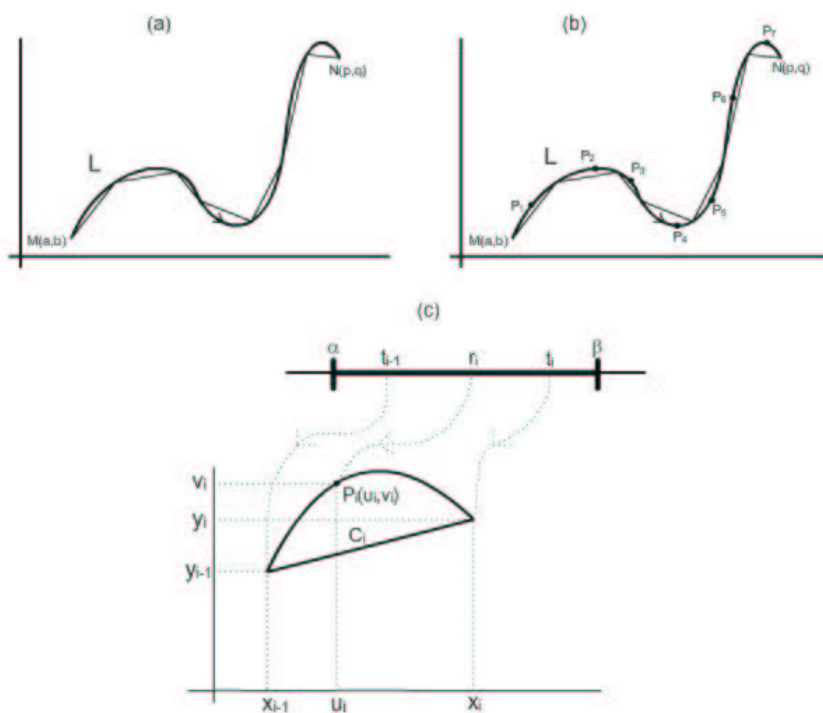 (a)
N(p,q)
L
M(a,b)
(b)
P₇
N(p,q)
P₆
L
P₂
P₃
P₁
P₅
M(a,b)
P₄
(c)
α
β
tᵢ₋₁
rᵢ
tᵢ
vᵢ
Pᵢ(uᵢ,vᵢ)
yᵢ
Cᵢ
yᵢ₋₁
xᵢ₋₁
uᵢ
xᵢ